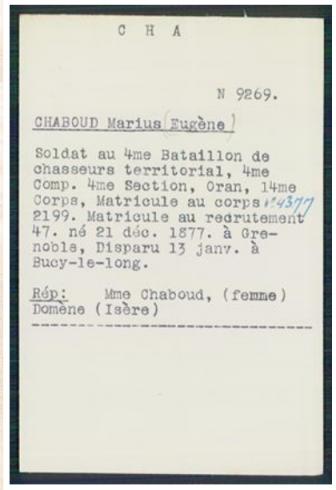 C H A
N 9269.
CHABOUD Marius (Eugène)
Soldat au 4me Bataillon de
chasseurs territorial, 4me
Comp. 4me Section, Oran, 14me
Corps, Matricule au corps n°4377
2199. Matricule au redrutement
47. né 21 déc. 1877. à Gre-
noble, Disparu 13 janv. à
Bucy-le-long.
Rép: Mme Chaboud, (femme)
Domène (Isère)